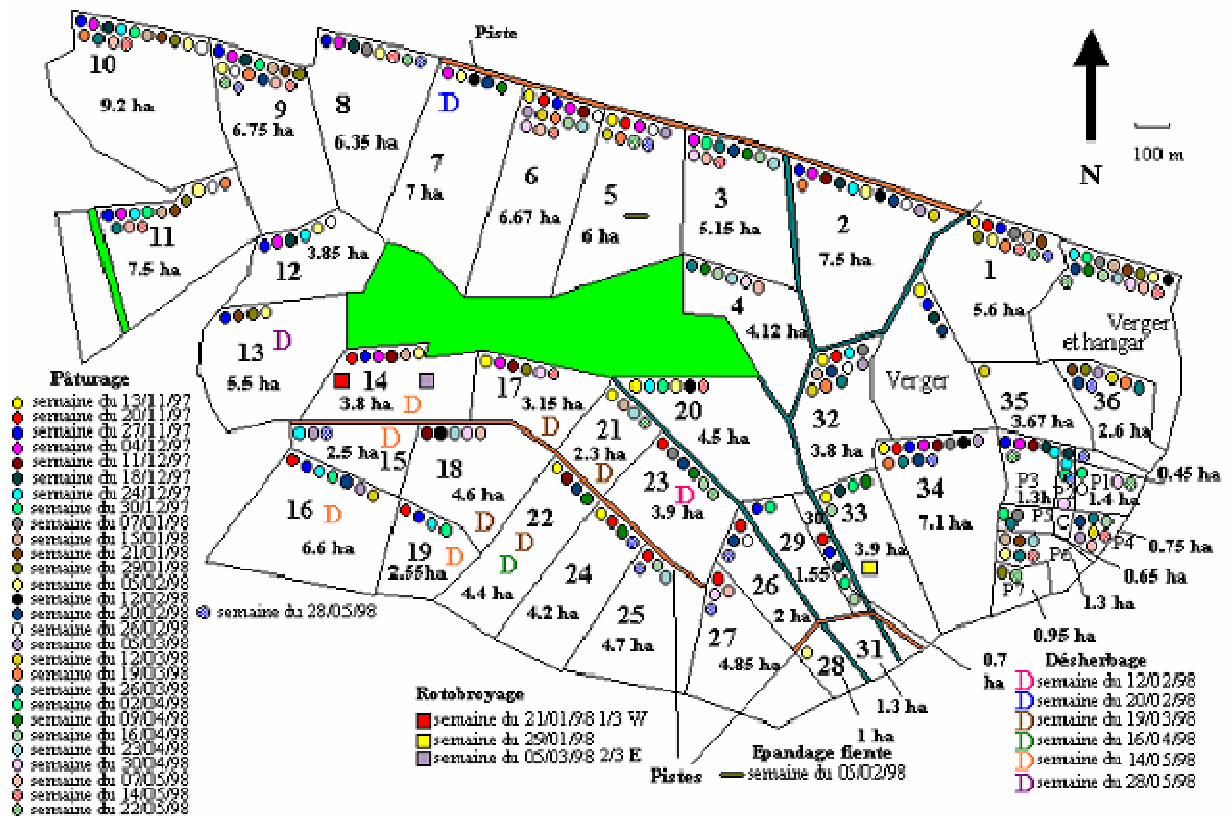 Piste
10
9.2 ha
9
6.75 ha
8
6.35 ha
D
7
7 ha
6
6.67 ha
5
6 ha
3
5.15 ha
2
7.5 ha
1
5.6 ha
N
100 m
11
7.5 ha
12
3.85 ha
4
4.12 ha
Verger
et hangar
13
D
5.5 ha
14
3.8 ha
D
17
3.15 ha
D
20
4.5 ha
Verger
32
3.8 ha
35
3.67 ha
36
2.6 ha
0.45 ha
D
2.5 ha
15
18
4.6 ha
D
21
2.3 ha
D
23
D
3.9 ha
16
D
6.6 ha
19
D
2.55ha
22
D
D
4.4 ha
24
4.2 ha
25
4.7 ha
27
4.85 ha
26
2 ha
29
1.55
30
33
3.9 ha
34
7.1 ha
28
31
1.3 ha
1 ha
0.7
ha
P3
1.3h
P1
1.4 ha
P5
P4
0.75 ha
P6
0.65 ha
P7
1.3 ha
0.95 ha
Pâturage
semaine du 13/11/97
semaine du 20/11/97
semaine du 27/11/97
semaine du 04/12/97
semaine du 11/12/97
semaine du 18/12/97
semaine du 24/12/97
semaine du 30/12/97
semaine du 07/01/98
semaine du 15/01/98
semaine du 21/01/98
semaine du 29/01/98
semaine du 05/02/98
semaine du 12/02/98
semaine du 20/02/98
semaine du 26/02/98
semaine du 05/03/98
semaine du 12/03/98
semaine du 19/03/98
semaine du 26/03/98
semaine du 02/04/98
semaine du 09/04/98
semaine du 16/04/98
semaine du 23/04/98
semaine du 30/04/98
semaine du 07/05/98
semaine du 14/05/98
semaine du 22/05/98
semaine du 28/05/98
Rotobroyage
semaine du 21/01/98 1/3 W
semaine du 29/01/98
semaine du 05/03/98 2/3 E
Pistes
Epandage fiente
semaine du 05/02/98
Désherbage
D semaine du 12/02/98
D semaine du 20/02/98
D semaine du 19/03/98
D semaine du 16/04/98
D semaine du 14/05/98
D semaine du 28/05/98